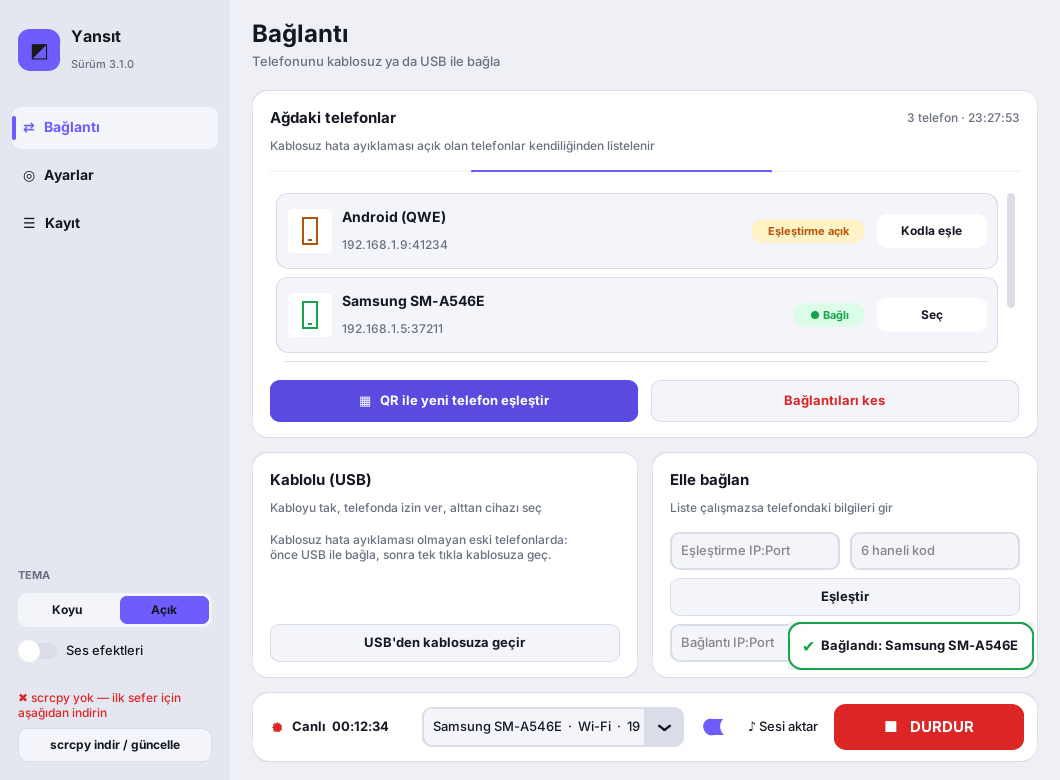 Yansıt
Sürüm 3.1.0
Bağlantı
Ayarlar
Kayıt
TEMA
Koyu
Açık
Ses efektleri
✖ scrcpy yok — ilk sefer için
aşağıdan indirin
scrcpy indir / güncelle
Bağlantı
Telefonunu kablosuz ya da USB ile bağla
Ağdaki telefonlar
3 telefon · 23:27:53
Kablosuz hata ayıklaması açık olan telefonlar kendiliğinden listelenir
Android (QWE)
192.168.1.9:41234
Eşleştirme açık
Kodla eşle
Samsung SM-A546E
192.168.1.5:37211
● Bağlı
Seç
QR ile yeni telefon eşleştir
Bağlantıları kes
Kablolu (USB)
Kabloyu tak, telefonda izin ver, alttan cihazı seç
Kablosuz hata ayıklaması olmayan eski telefonlarda:
önce USB ile bağla, sonra tek tıkla kablosuza geç.
USB'den kablosuza geçir
Elle bağlan
Liste çalışmazsa telefondaki bilgileri gir
Eşleştirme IP:Port
6 haneli kod
Eşleştir
Bağlantı IP:Port
✔ Bağlandı: Samsung SM-A546E
Canlı 00:12:34
Samsung SM-A546E · Wi-Fi · 19
♪ Sesi aktar
■ DURDUR